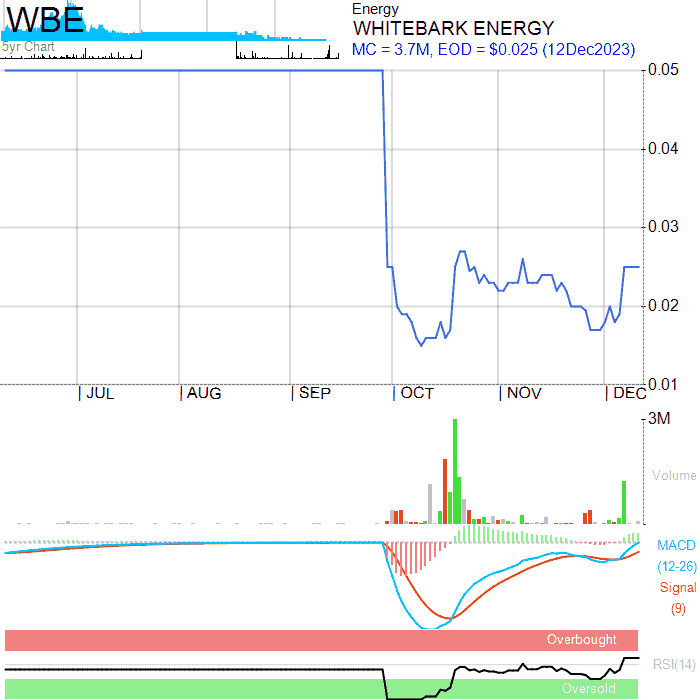 WBE
5yr Chart
Energy
WHITEBARK ENERGY
MC = 3.7M, EOD = $0.025 (12Dec2023)
0.05
0.04
0.03
0.02
0.01
JUL
AUG
SEP
OCT
NOV
DEC
3M
Volume
MACD
(12-26)
Signal
(9)
Overbought
RSI(14)
Oversold